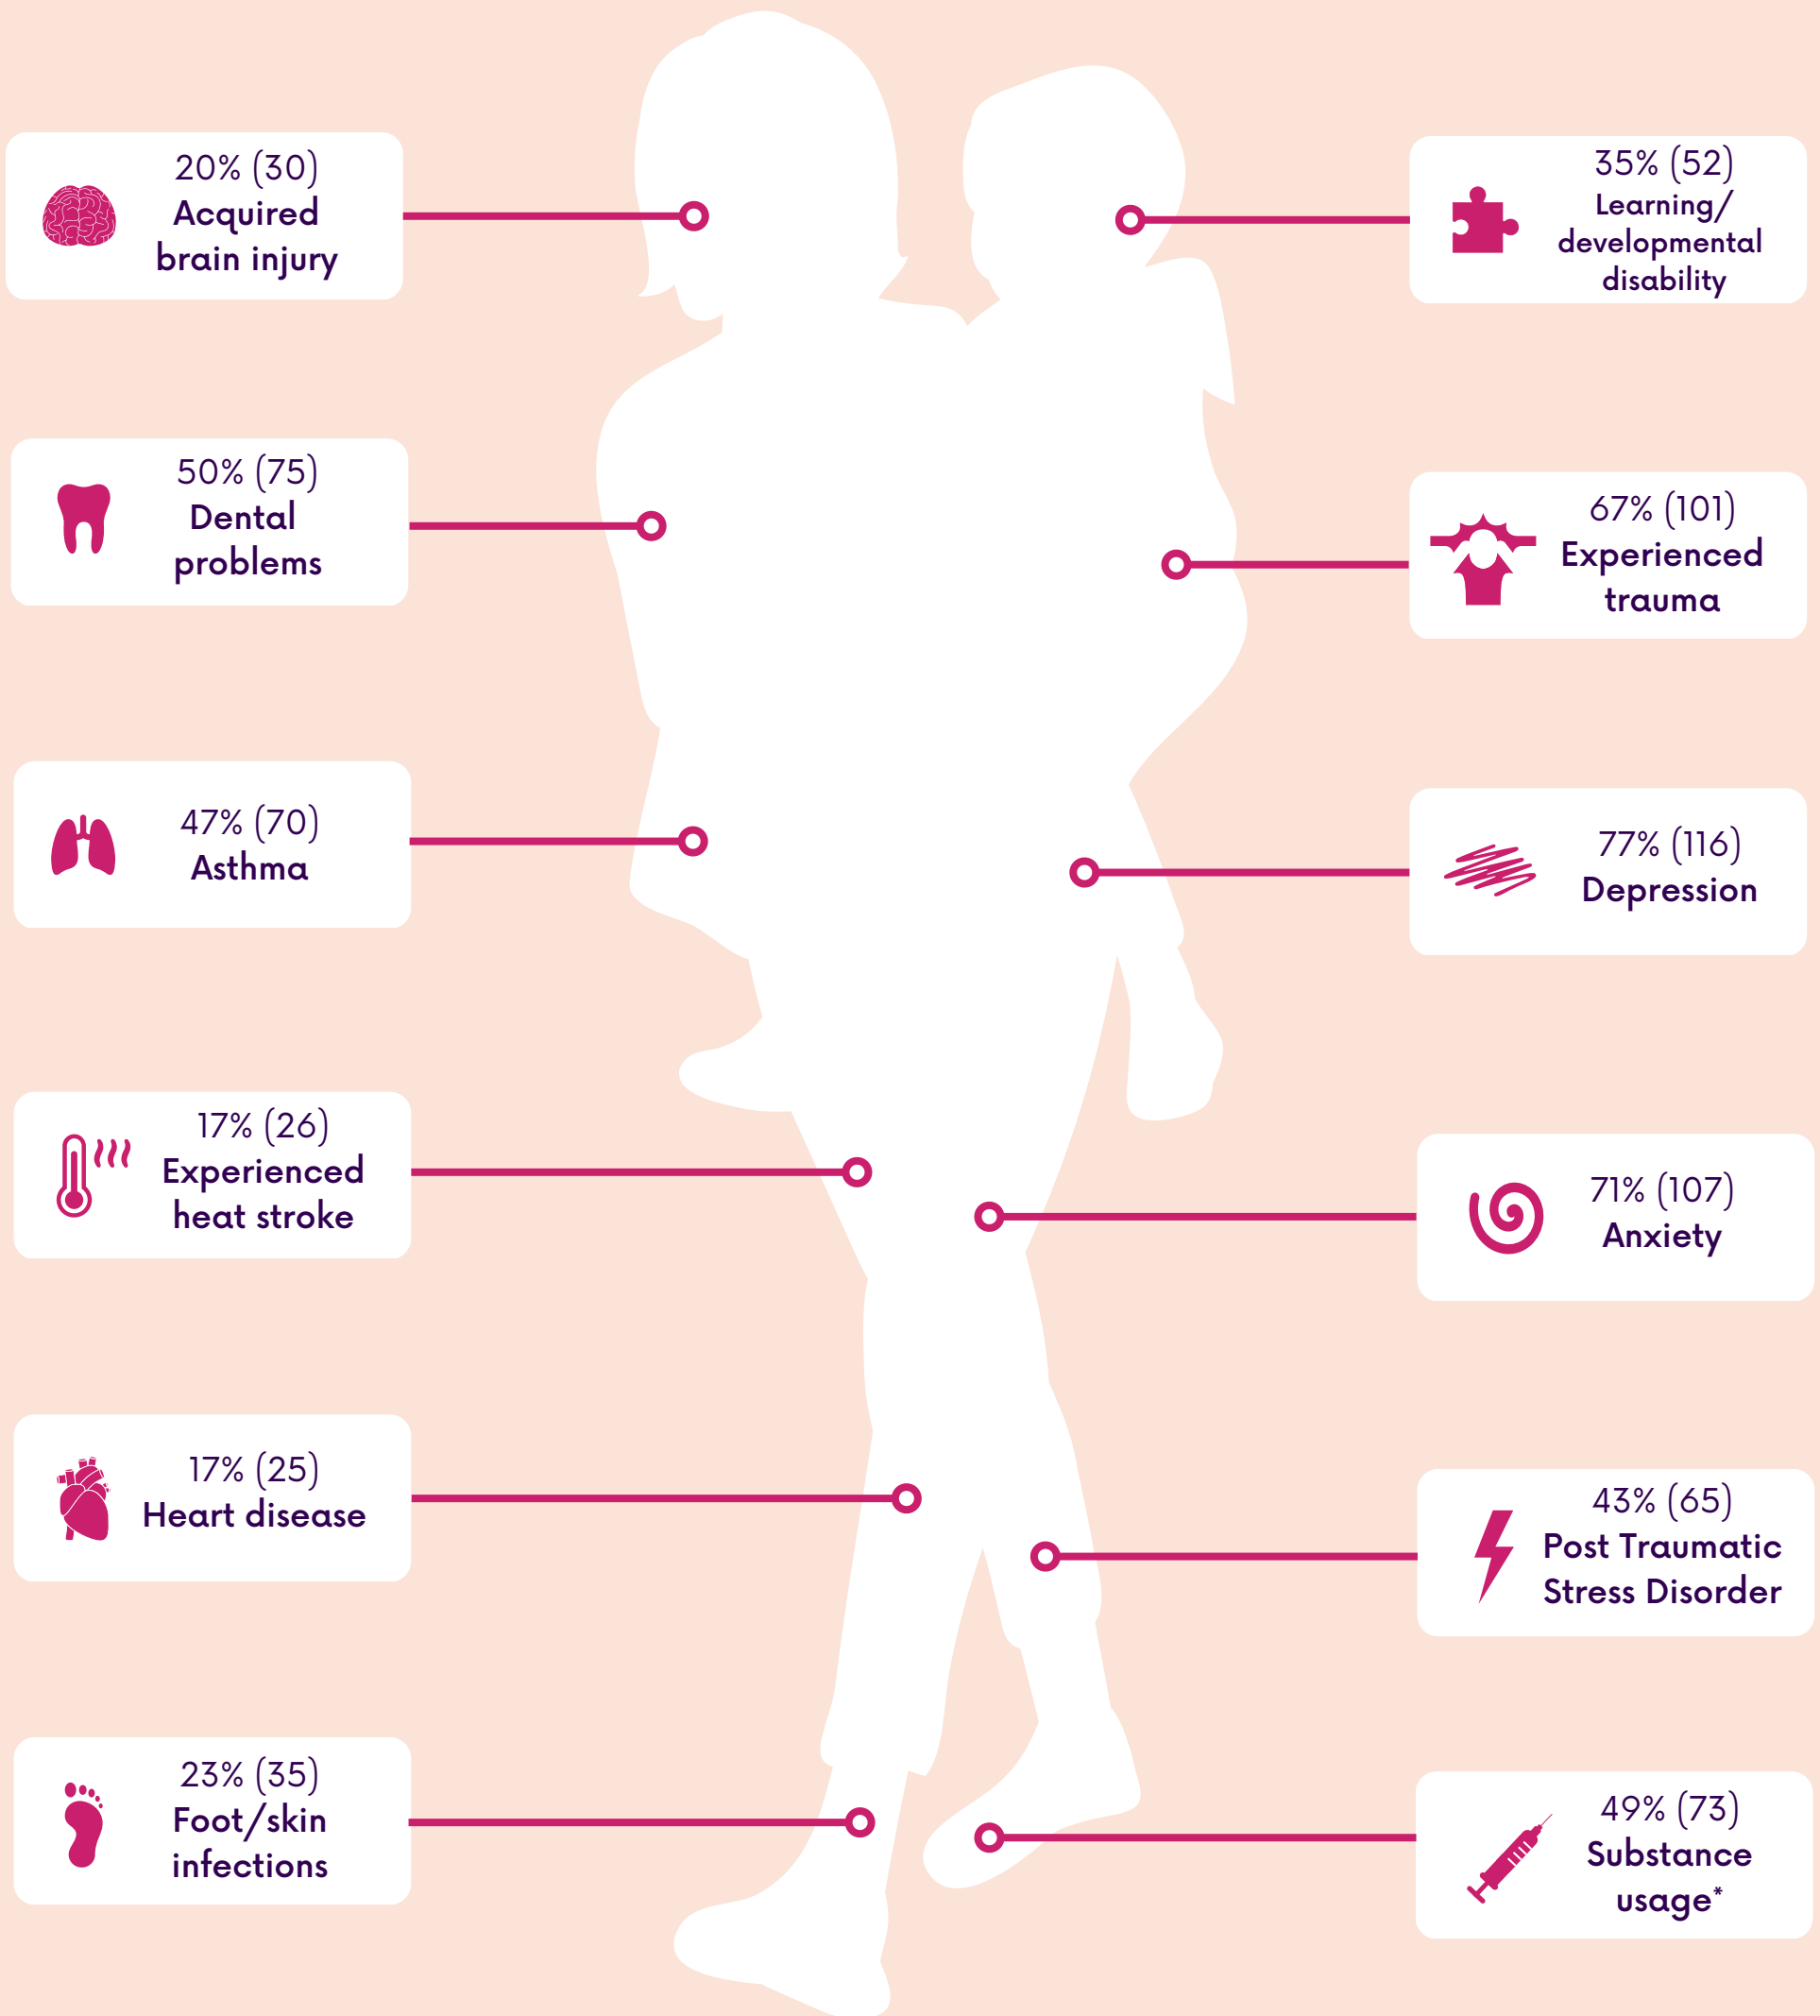 20% (30)
Acquired
brain injury
50% (75)
Dental
problems
47% (70)
Asthma
17% (26)
Experienced
heat stroke
17% (25)
Heart disease
23% (35)
Foot/skin
infections
35% (52)
Learning/
developmental
disability
67% (101)
Experienced
trauma
77% (116)
Depression
71% (107)
Anxiety
43% (65)
Post Traumatic
Stress Disorder
49% (73)
Substance
usage*